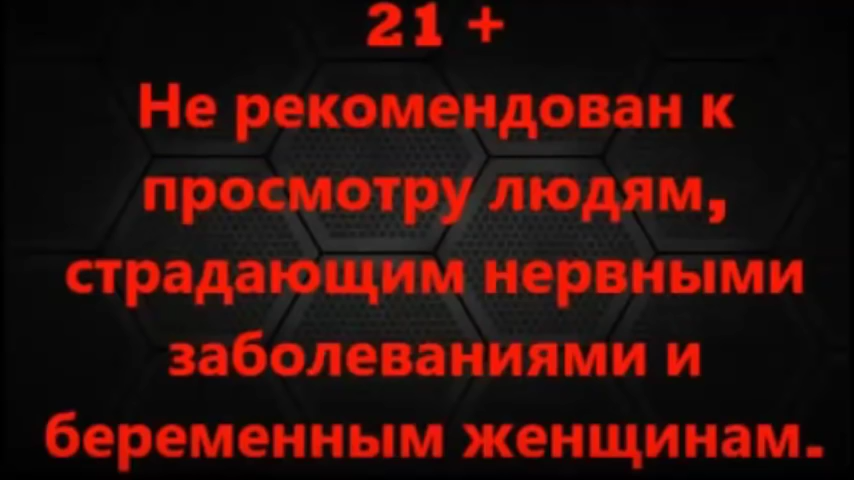 21 +
Не рекомендован к
просмотру людям,
страдающим нервными
заболеваниями и
беременным женщинам.